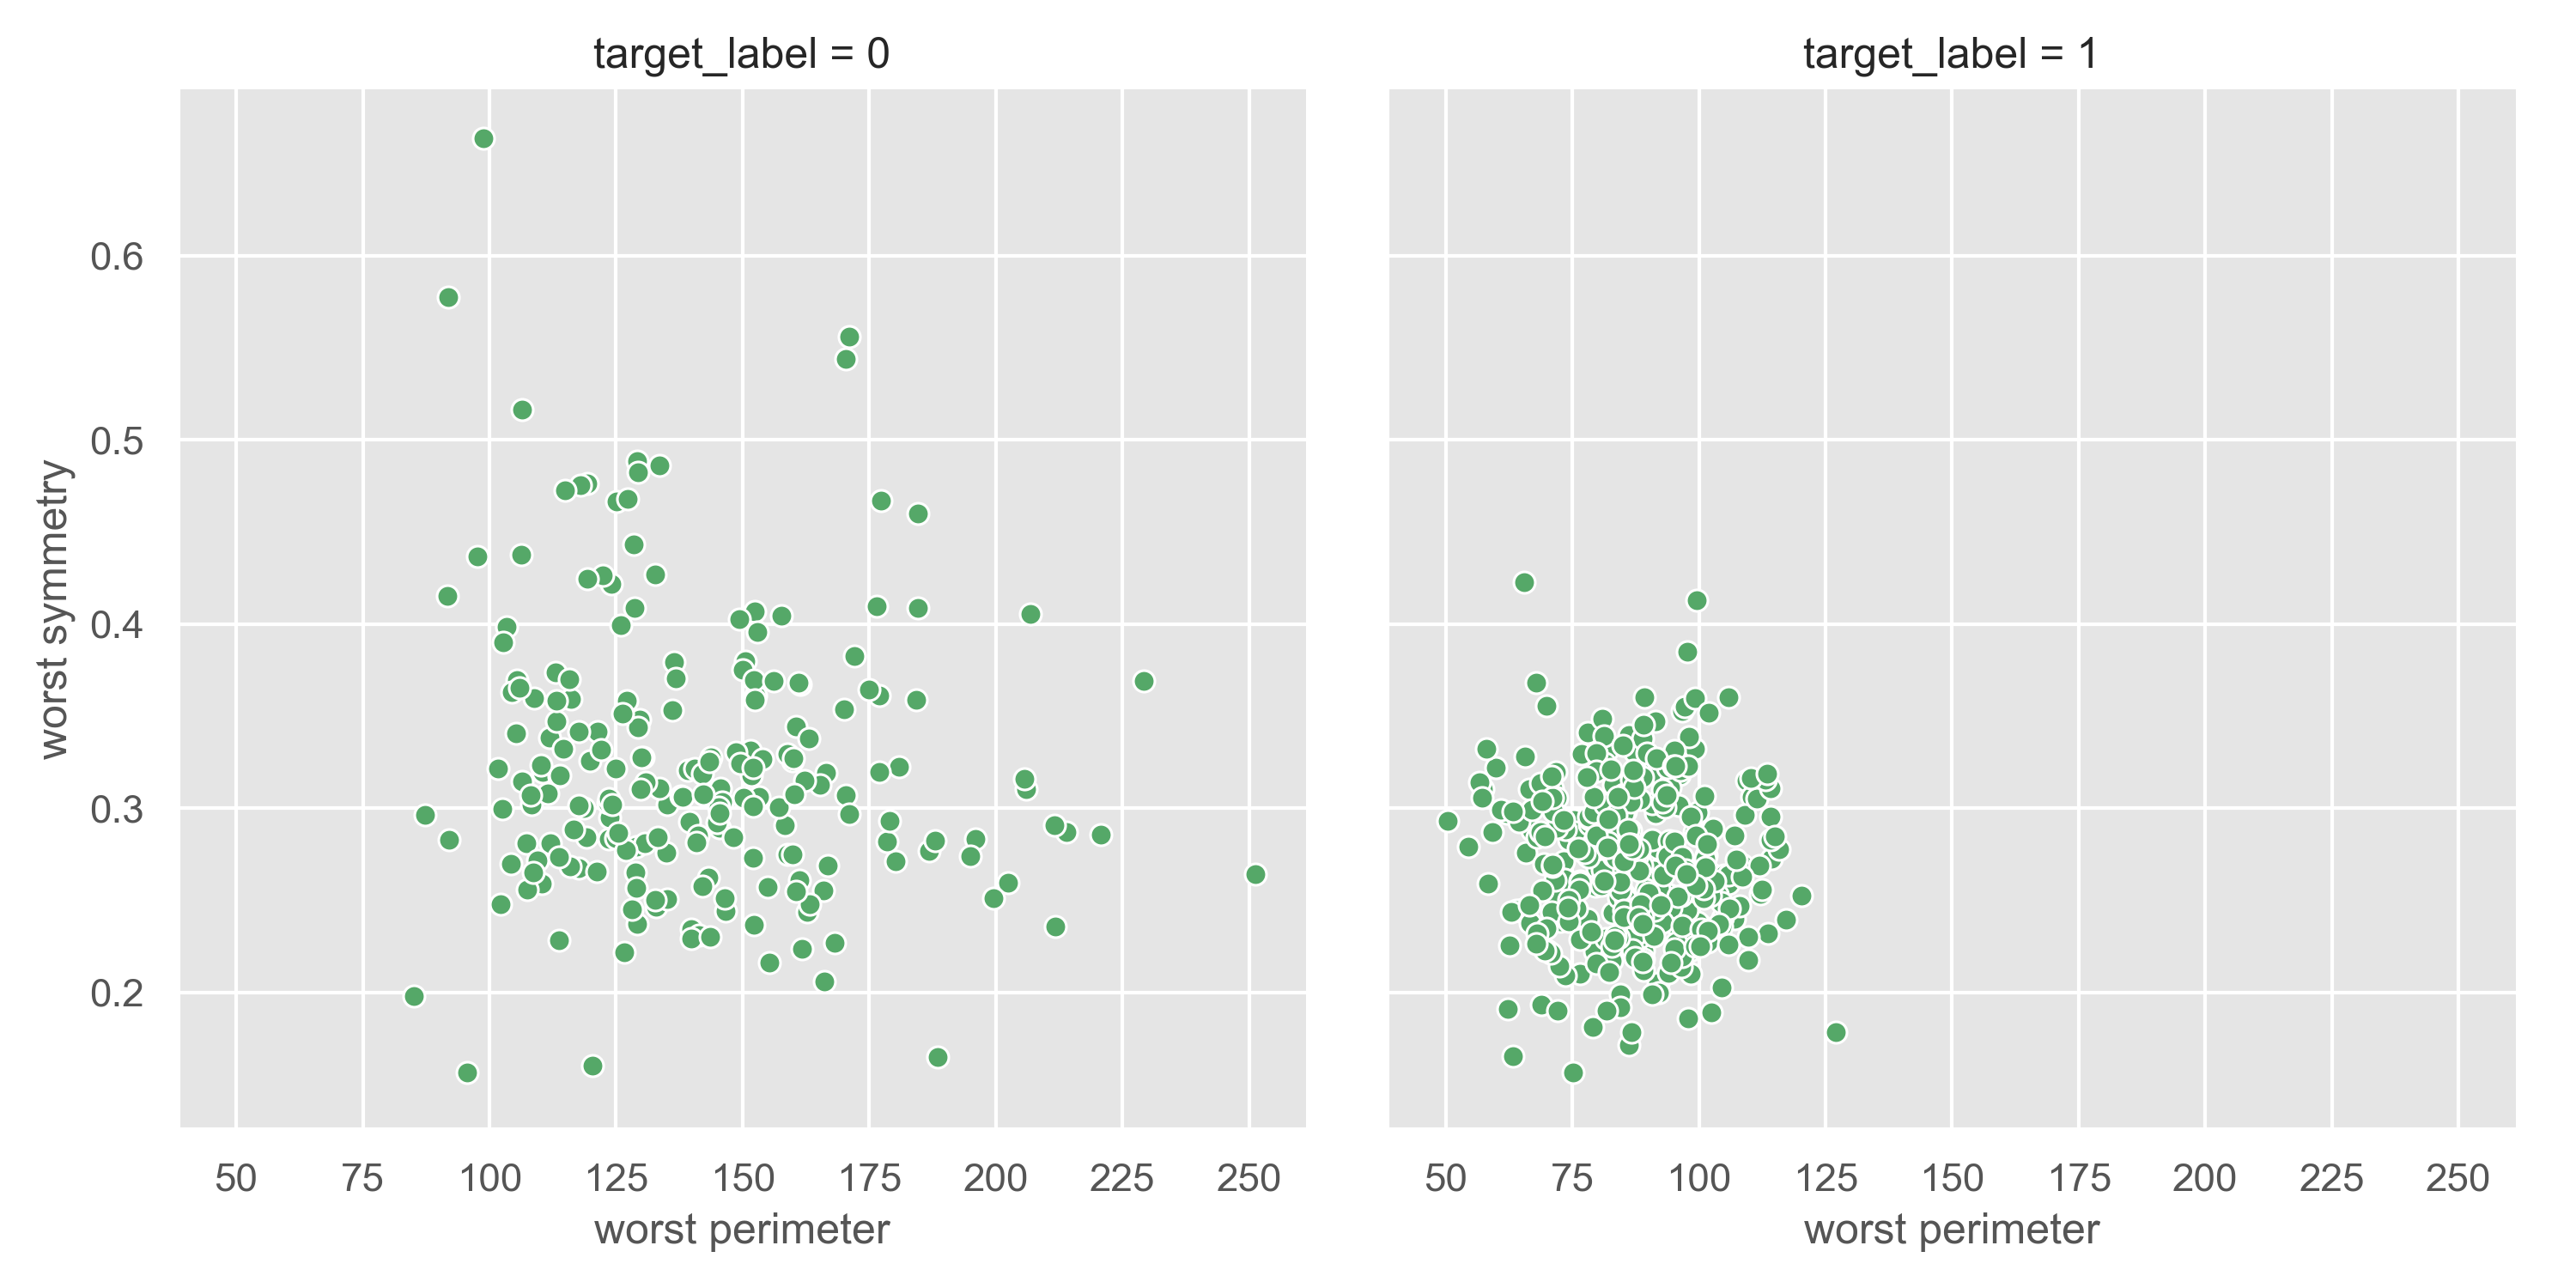 target_label = 0
target_label = 1
worst symmetry
0.6
0.5
0.4
0.3
0.2
50 75 100 125 150 175 200 225 250
50 75 100 125 150 175 200 225 250
worst perimeter
worst perimeter